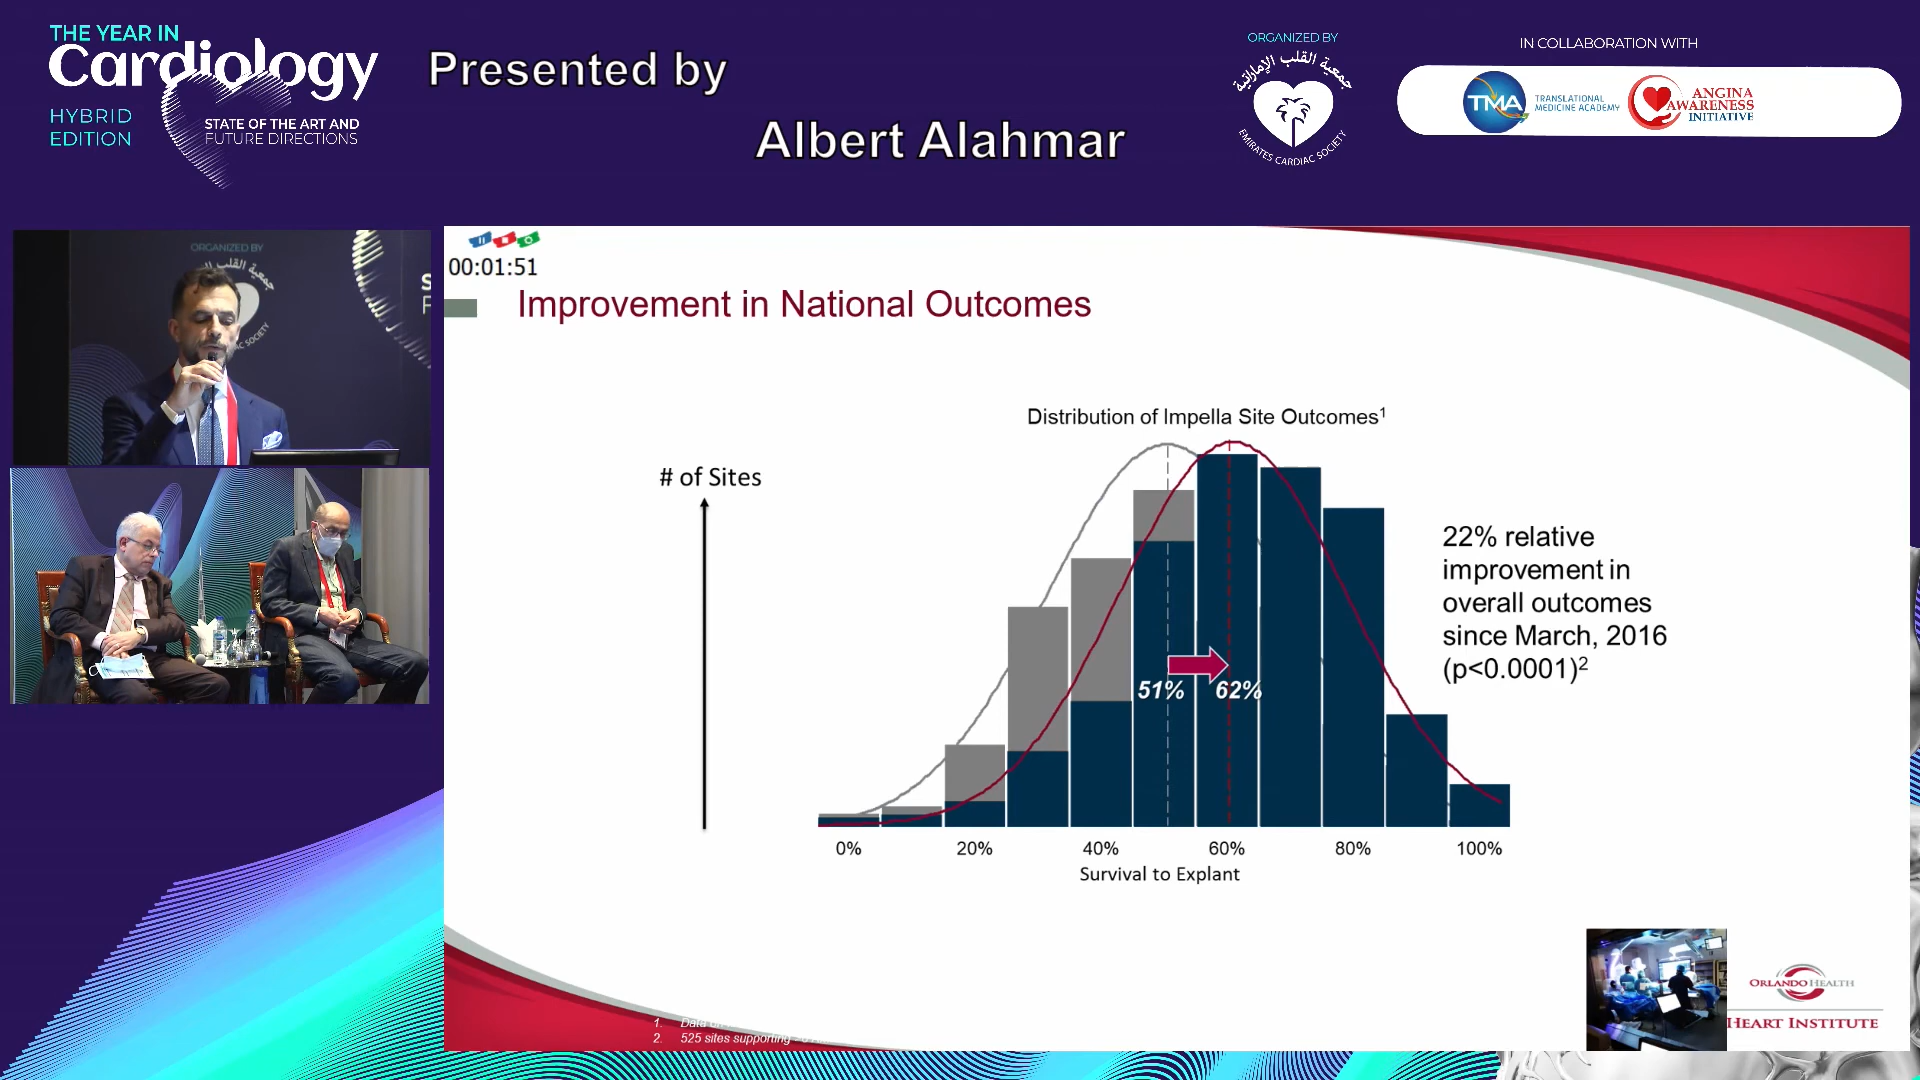 THE YEAR IN
Cardiology
HYBRID
EDITION
STATE OF THE ART AND
FUTURE DIRECTIONS
Presented by
Albert Alahmar
ORGANIZED BY
جمعية القلب الإماراتية
EMIRATES CARDIAC SOCIETY
IN COLLABORATION WITH
TMA
TRANSLATIONAL
MEDICINE ACADEMY
ANGINA
AWARENESS
INITIATIVE
ORGANIZED BY
00:01:51
Improvement in National Outcomes
Distribution of Impella Site Outcomes1
# of Sites
22% relative
improvement in
overall outcomes
since March, 2016
(p<0.0001)2
51% 62%
0% 20% 40% 60% 80% 100%
Survival to Explant
1. Data
2. 525 sites supporting
ORLANDO HEALTH
HEART INSTITUTE